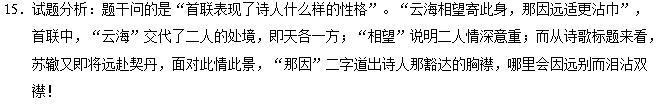 15．试题分析：题干问的是“首联表现了诗人什么样的性格”。“云海相望寄此身，那因远适更沾巾”，
首联中，“云海”交代了二人的处境，即天各一方；“相望”说明二人情深意重；而从诗歌标题来看，
苏辙又即将远赴契丹，面对此情此景，“那因”二字道出诗人那豁达的胸襟，哪里会因远别而泪沾双
襟！